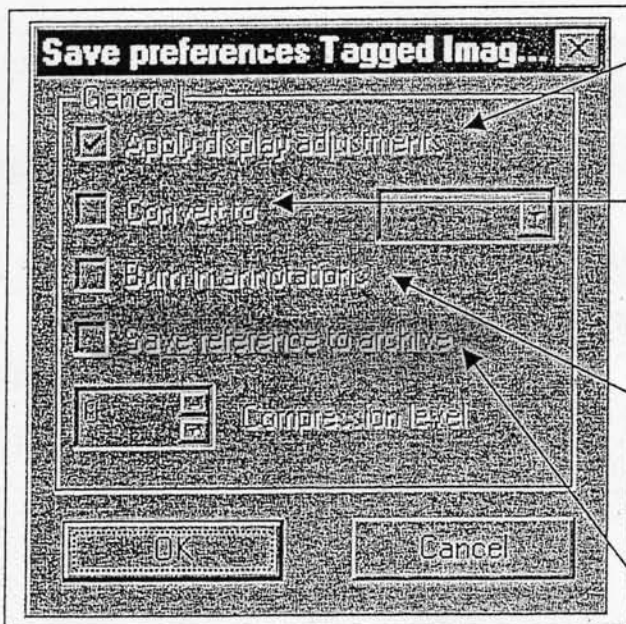 Save preferences Tagged Imag...
General
Apply display adjustments
Convert to
Burn in annotations
Save reference to archive
Compression level
OK
Cancel